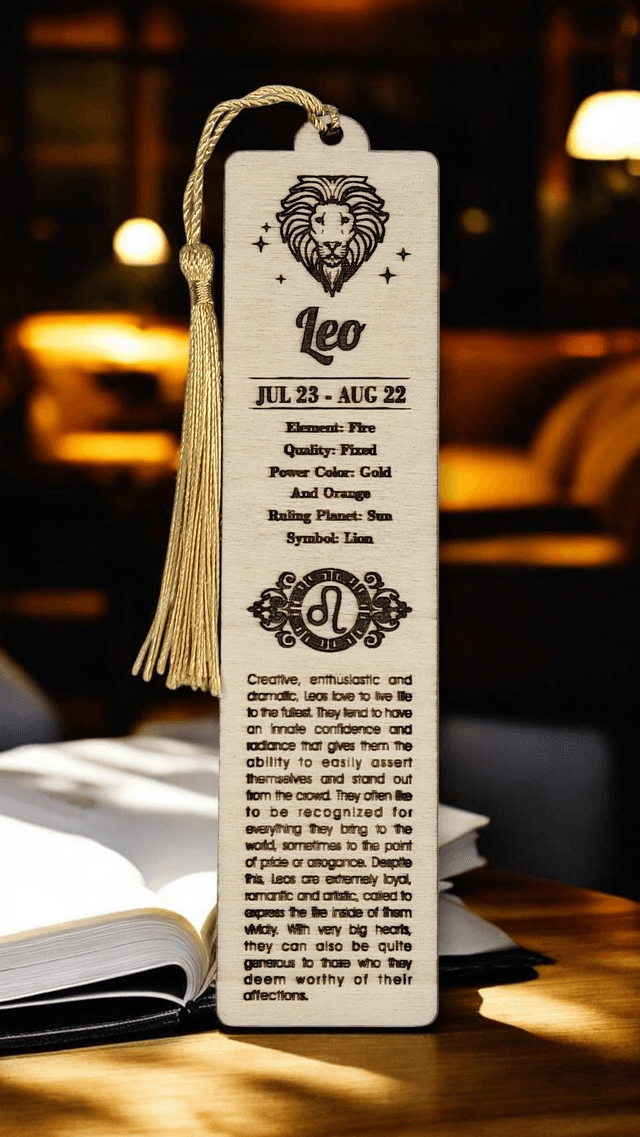 Leo
JUL 23 - AUG 22
Element: Fire
Quality: Fixed
Power Color: Gold
And Orange
Ruling Planet: Sun
Symbol: Lion
♌
Creative, enthusiastic and
dramatic, Leos love to live life
to the fullest. They tend to have
an innate confidence and
radiance that gives them the
ability to easily assert
themselves and stand out
from the crowd. They often like
to be recognized for
everything they bring to the
world, sometimes to the point
of pride or arrogance. Despite
this, Leos are extremely loyal,
romantic and artistic, called to
express the fire inside of them
vividly. With very big hearts,
they can also be quite
generous to those who they
deem worthy of their
affections.